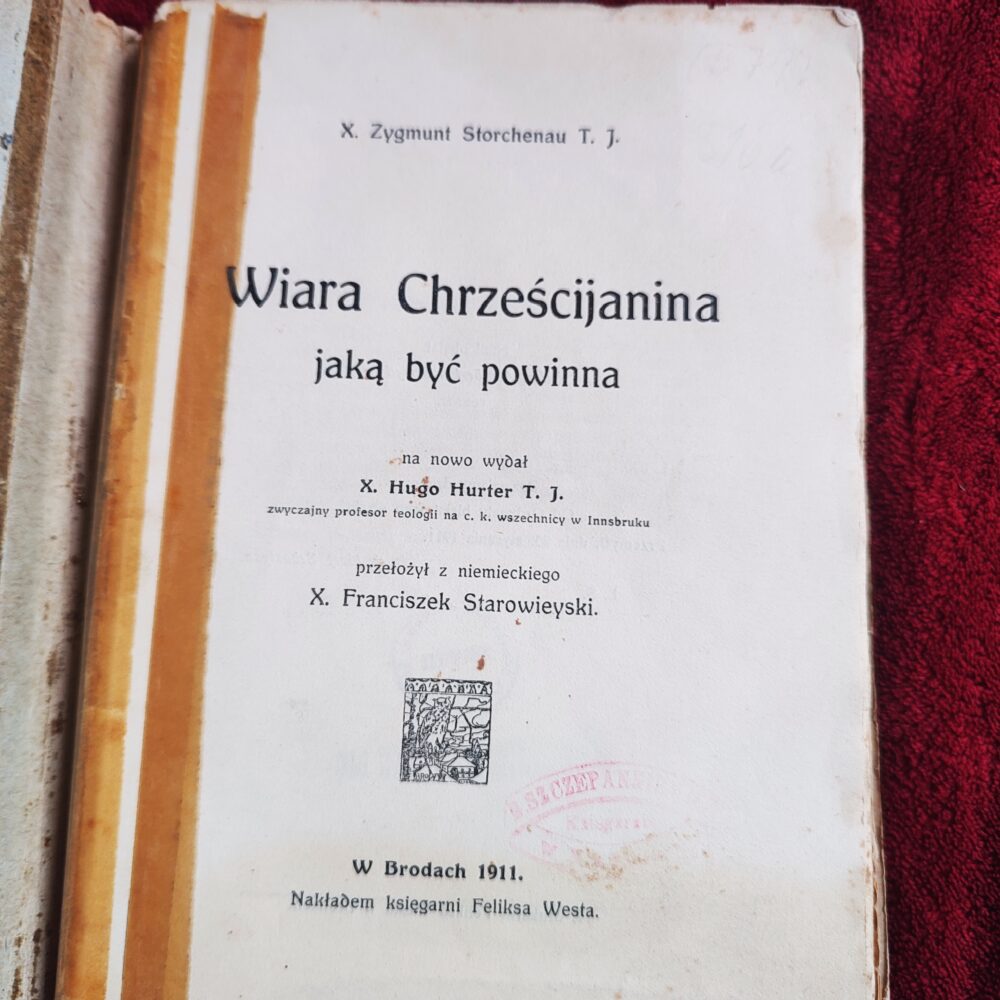 X. Zygmunt Storchenau T. J.
Wiara Chrześcijanina
jaką być powinna
na nowo wydał
X. Hugo Hurter T. J.
zwyczajny profesor teologii na c. k. wszechnicy w Innsbruku
przełożył z niemieckiego
X. Franciszek Starowieyski.
W Brodach 1911.
Nakładem księgarni Feliksa Westa.